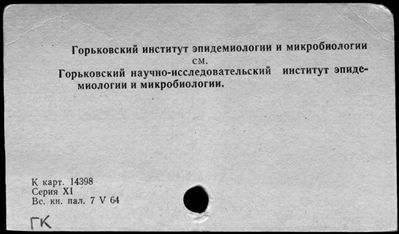 Горьковский институт эпидемиологии и микробиологии
см.
Горьковский научно-исследовательский институт эпиде-
миологии и микробиологии.
К карт. 14398
Серия XI
Вс. кн. пал. 7 V 64
ГК